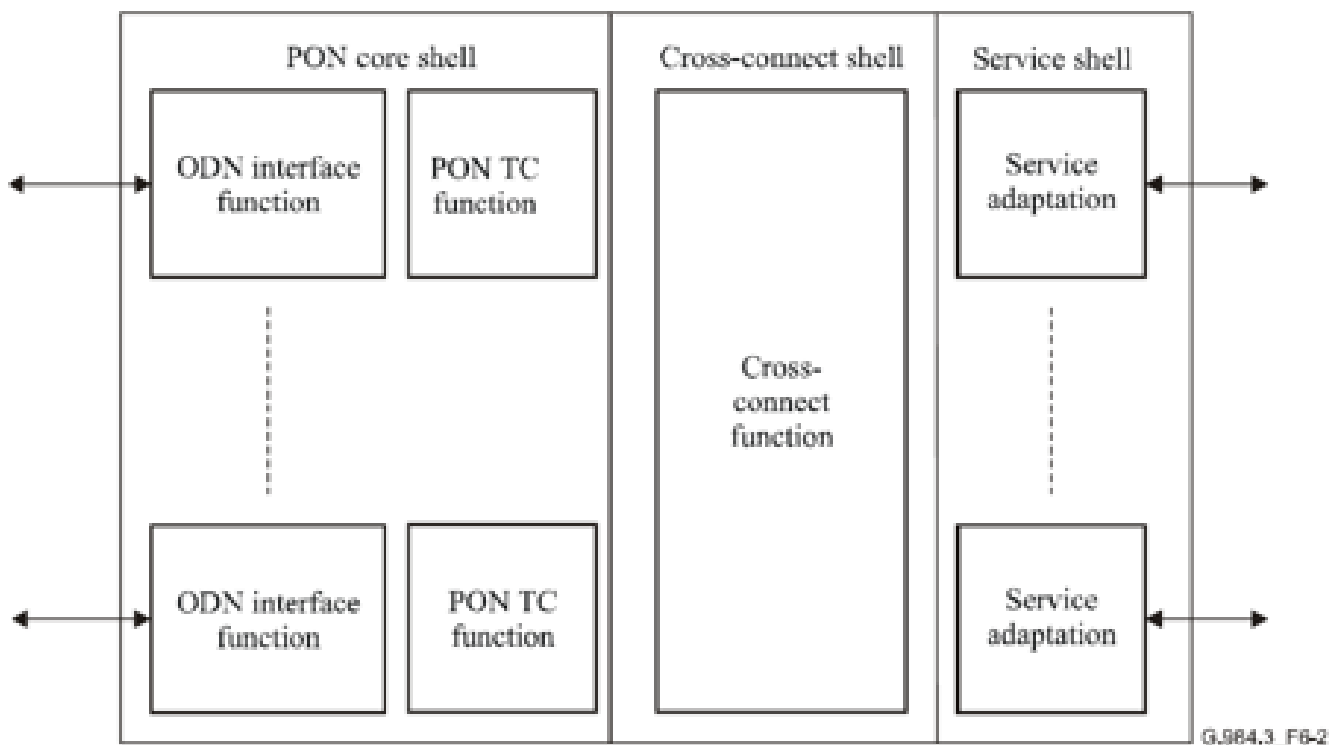 PON core shell
Cross-connect shell
Service shell
ODN interface
function
PON TC
function
Service
adaptation
Cross-
connect
function
ODN interface
function
PON TC
function
Service
adaptation
G.984.3_F6-2